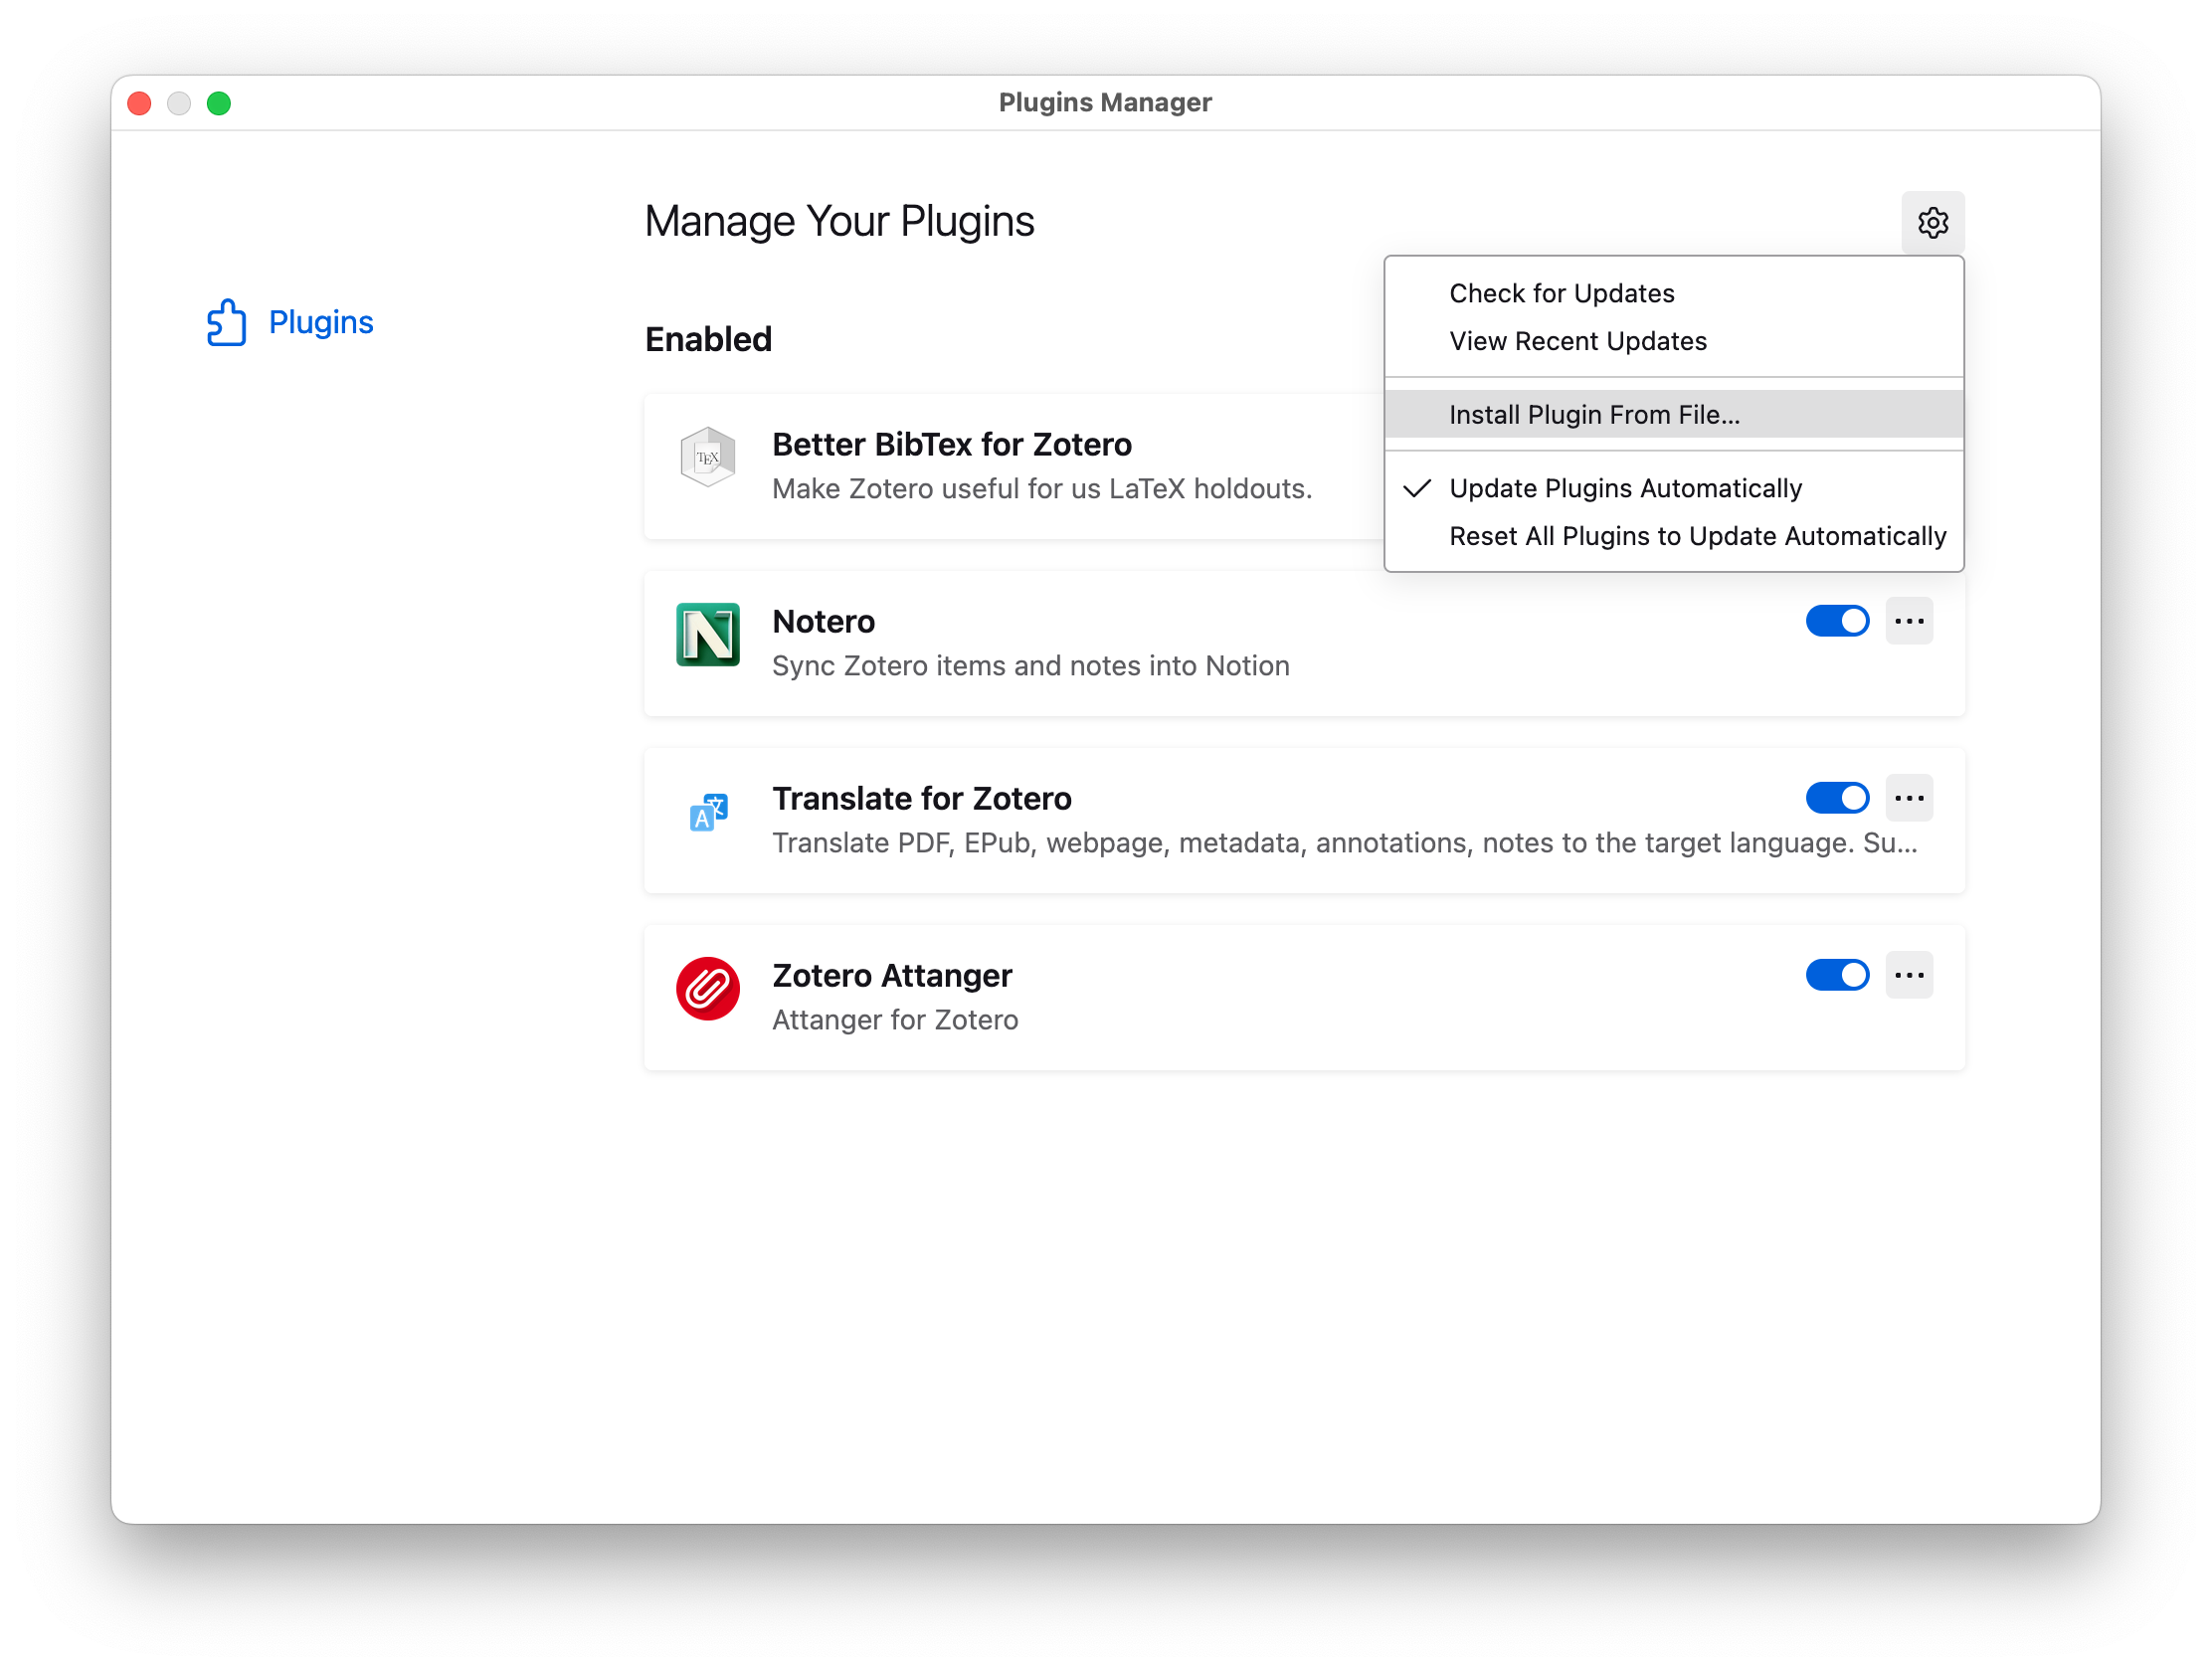 Plugins Manager
Manage Your Plugins
Plugins
Check for Updates
View Recent Updates
Install Plugin From File...
Update Plugins Automatically
Reset All Plugins to Update Automatically
Enabled
TEX
Better BibTex for Zotero
Make Zotero useful for us LaTeX holdouts.
N
Notero
Sync Zotero items and notes into Notion
A文
Translate for Zotero
Translate PDF, EPub, webpage, metadata, annotations, notes to the target language. Su...
Zotero Attanger
Attanger for Zotero